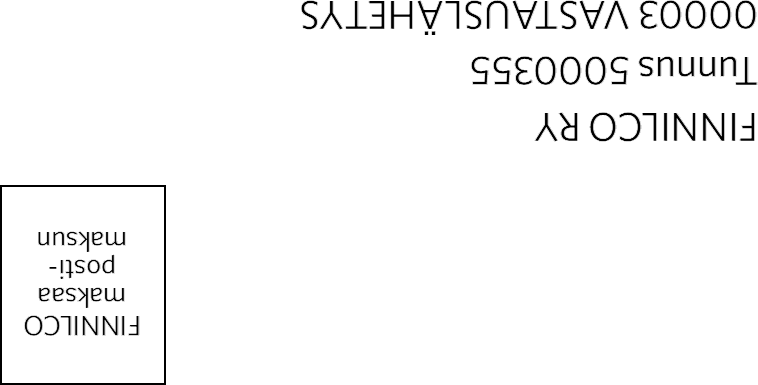 FINNILCO
maksaa
posti-
maksun
FINNILCO RY
Tunnus 5000355
00003 VASTAUSLÄHETYS